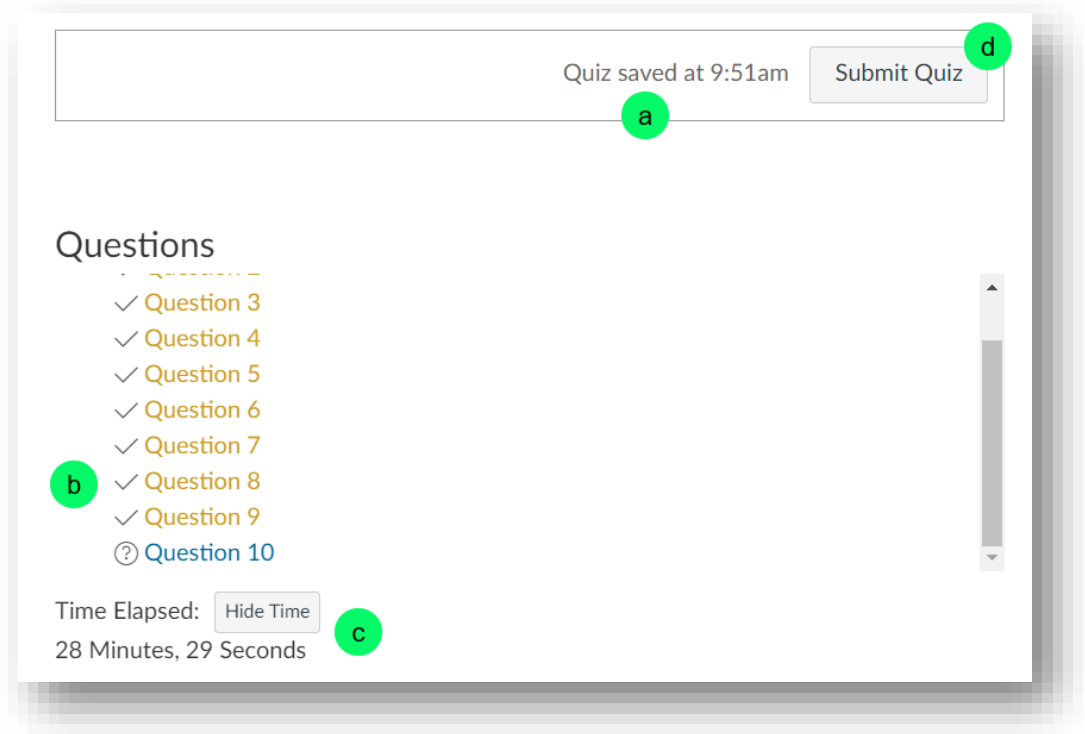 d
Quiz saved at 9:51am Submit Quiz
a
Questions
Question 3
Question 4
Question 5
Question 6
Question 7
b Question 8
Question 9
? Question 10
Time Elapsed: Hide Time
c
28 Minutes, 29 Seconds